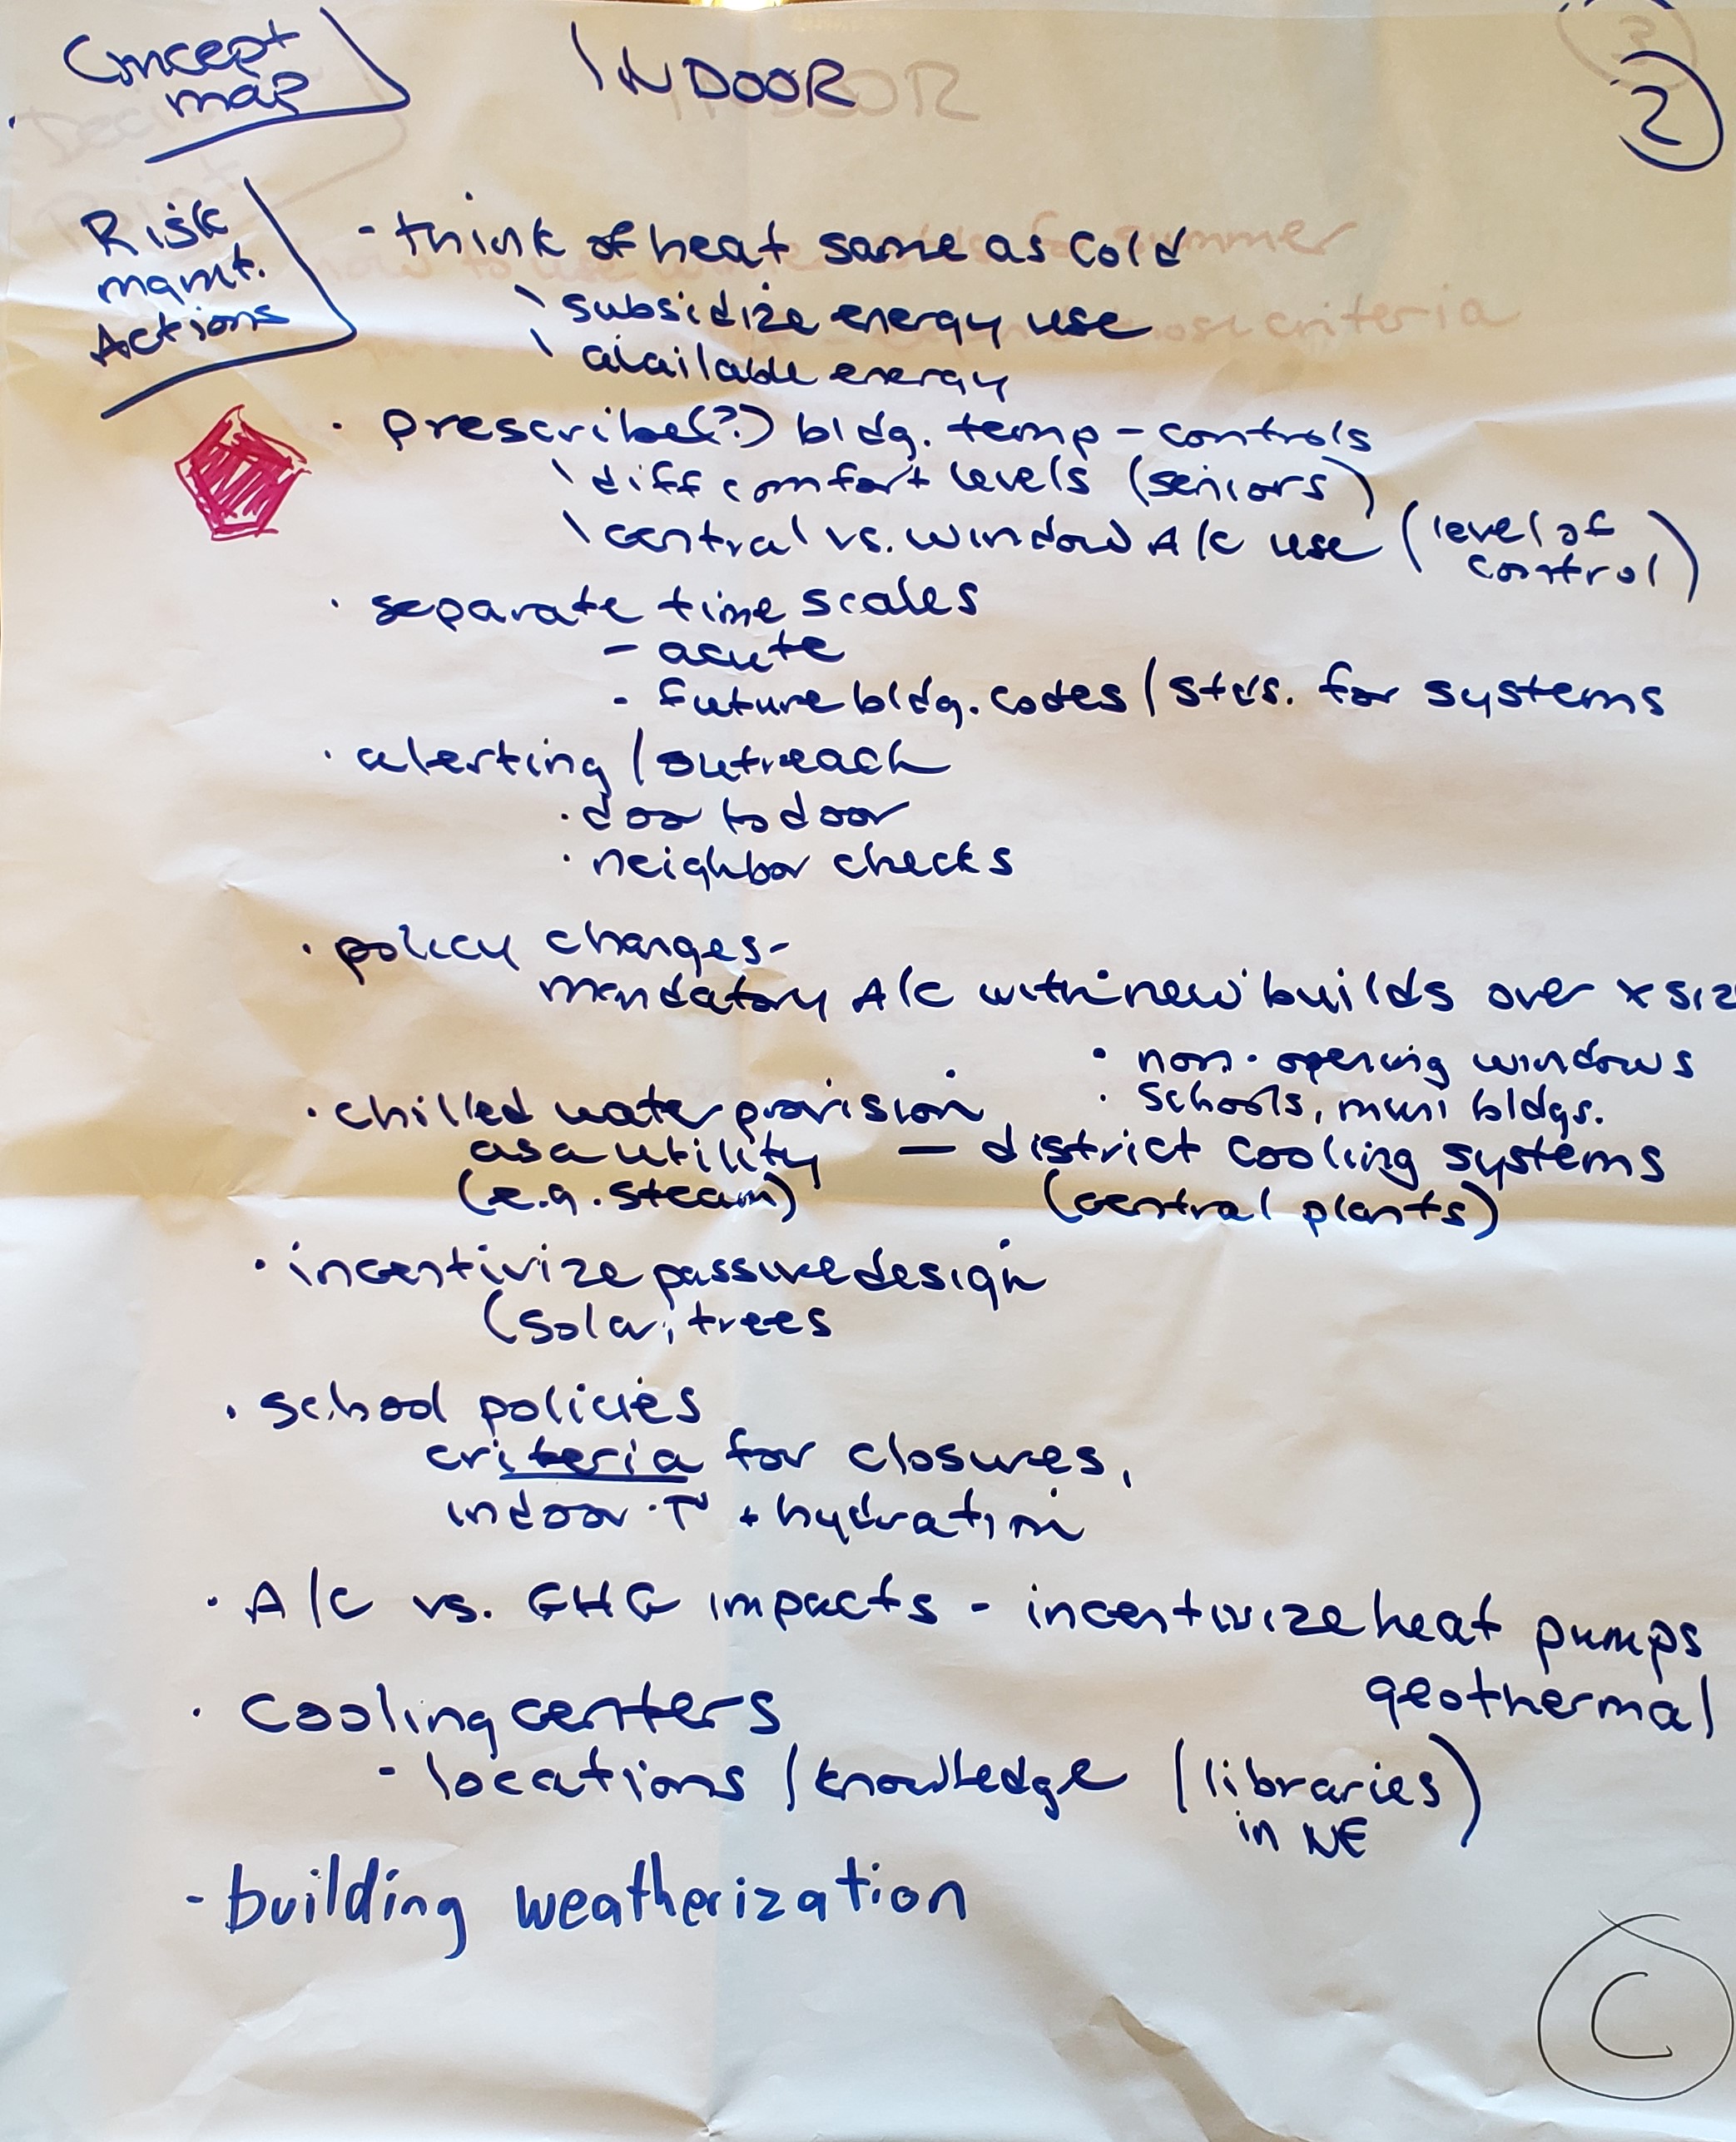 Concept map
INDOOR
2
Risk mgmt. Actions
- think of heat same as cold
\ subsidize energy use
\ available energy
· prescribe(?) bldg. temp - controls
\ diff comfort levels (seniors)
\ central vs. window A/C use (level of control)
· separate time scales
- acute
- future bldg. codes / stds. for systems
· alerting / outreach
· door to door
· neighbor checks
· policy changes -
mandatory A/C with "new" builds over x siz
· non-opening windows
· schools, muni bldgs.
· chilled water provision
as a utility — district cooling systems
(e.g. steam) (central plants)
· incentivize passive design
(solar, trees
· school policies
criteria for closures,
indoor T + hydration
· A/C vs. GHG impacts - incentivize heat pumps
geothermal
· Cooling centers
- locations / knowledge (libraries in NE)
- building weatherization
C